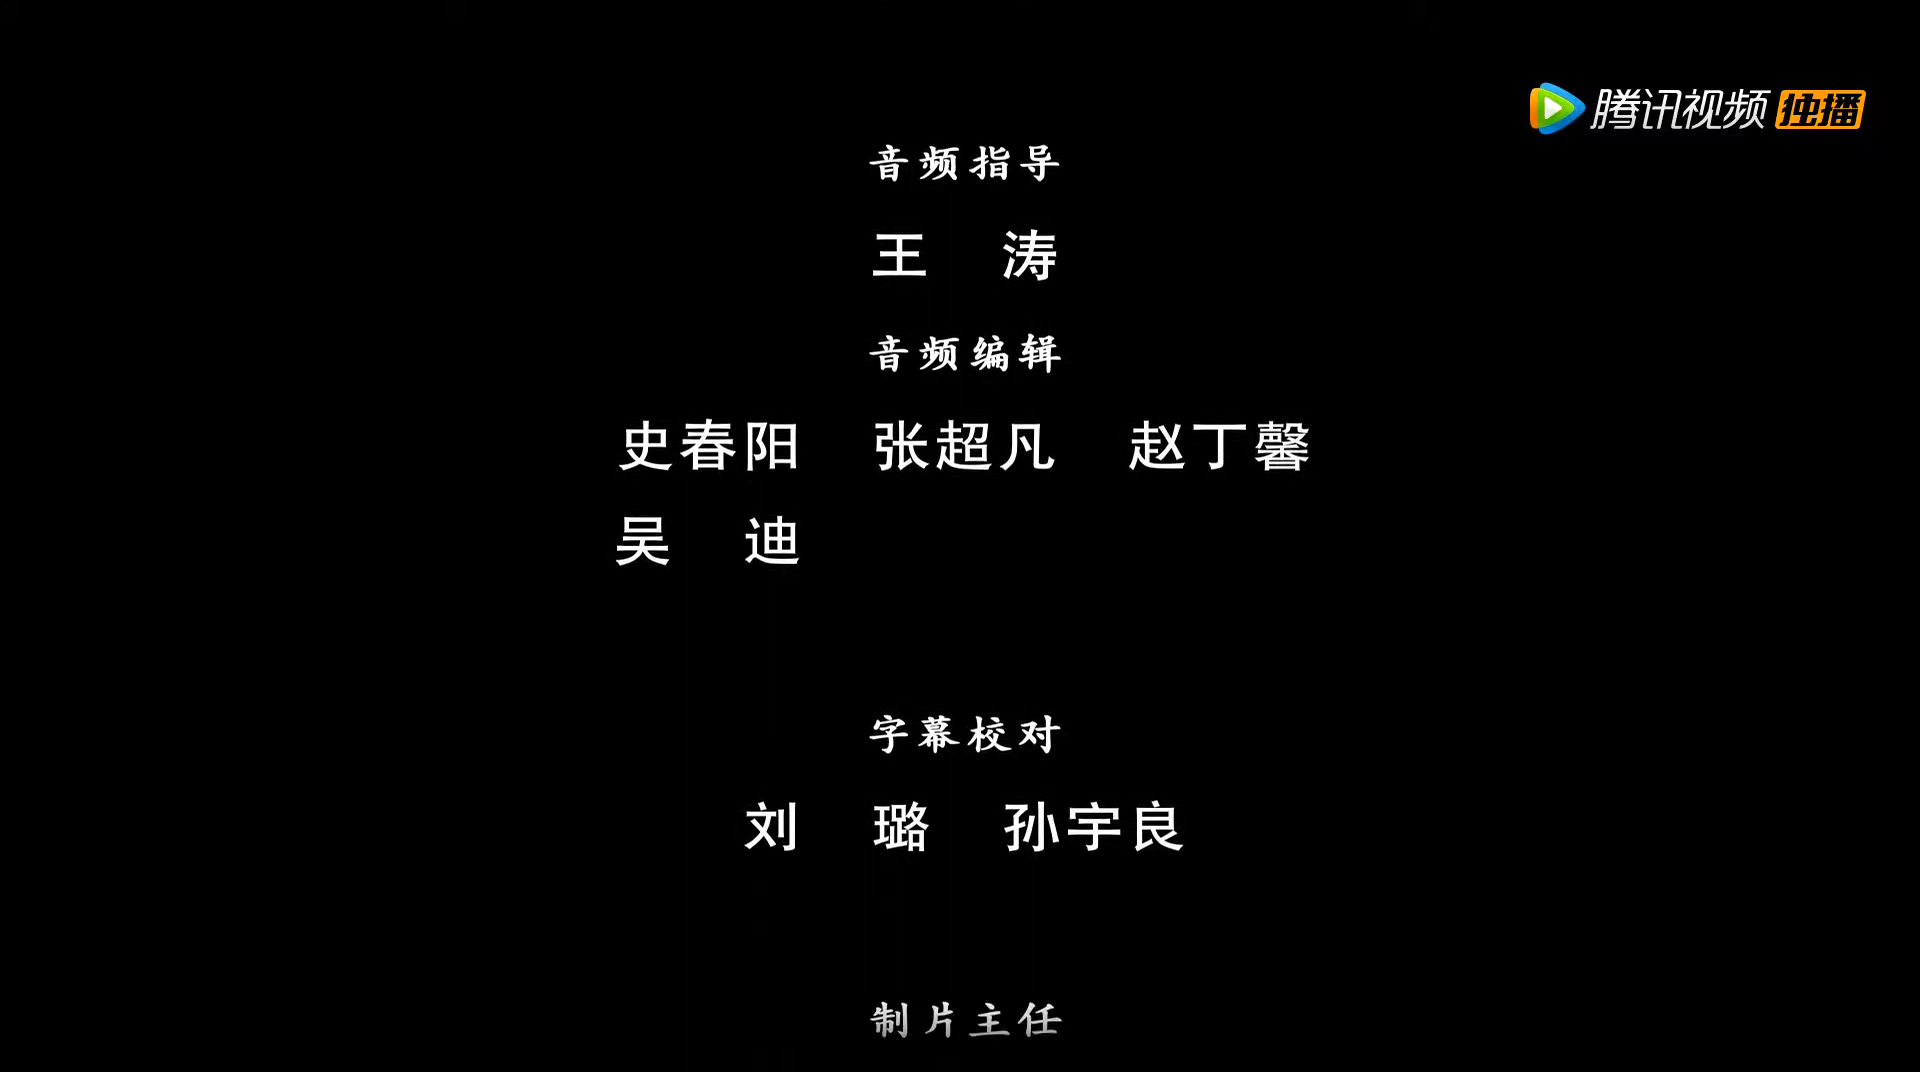 腾讯视频 独播
音频指导
王 涛
音频编辑
史春阳 张超凡 赵丁馨
吴 迪
字幕校对
刘 璐 孙宇良
制片主任